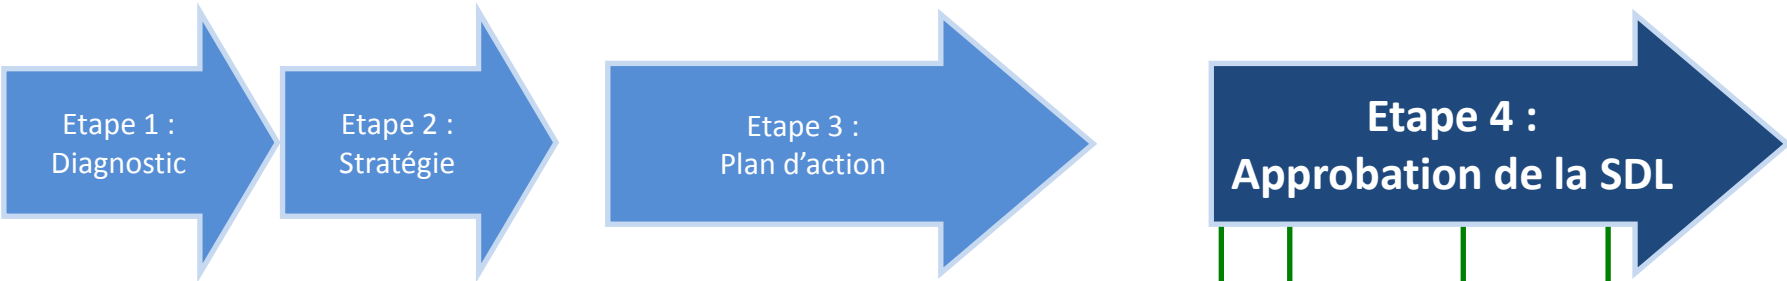 Etape 1 :
Diagnostic
Etape 2 :
Stratégie
Etape 3 :
Plan d’action
Etape 4 :
Approbation de la SDL